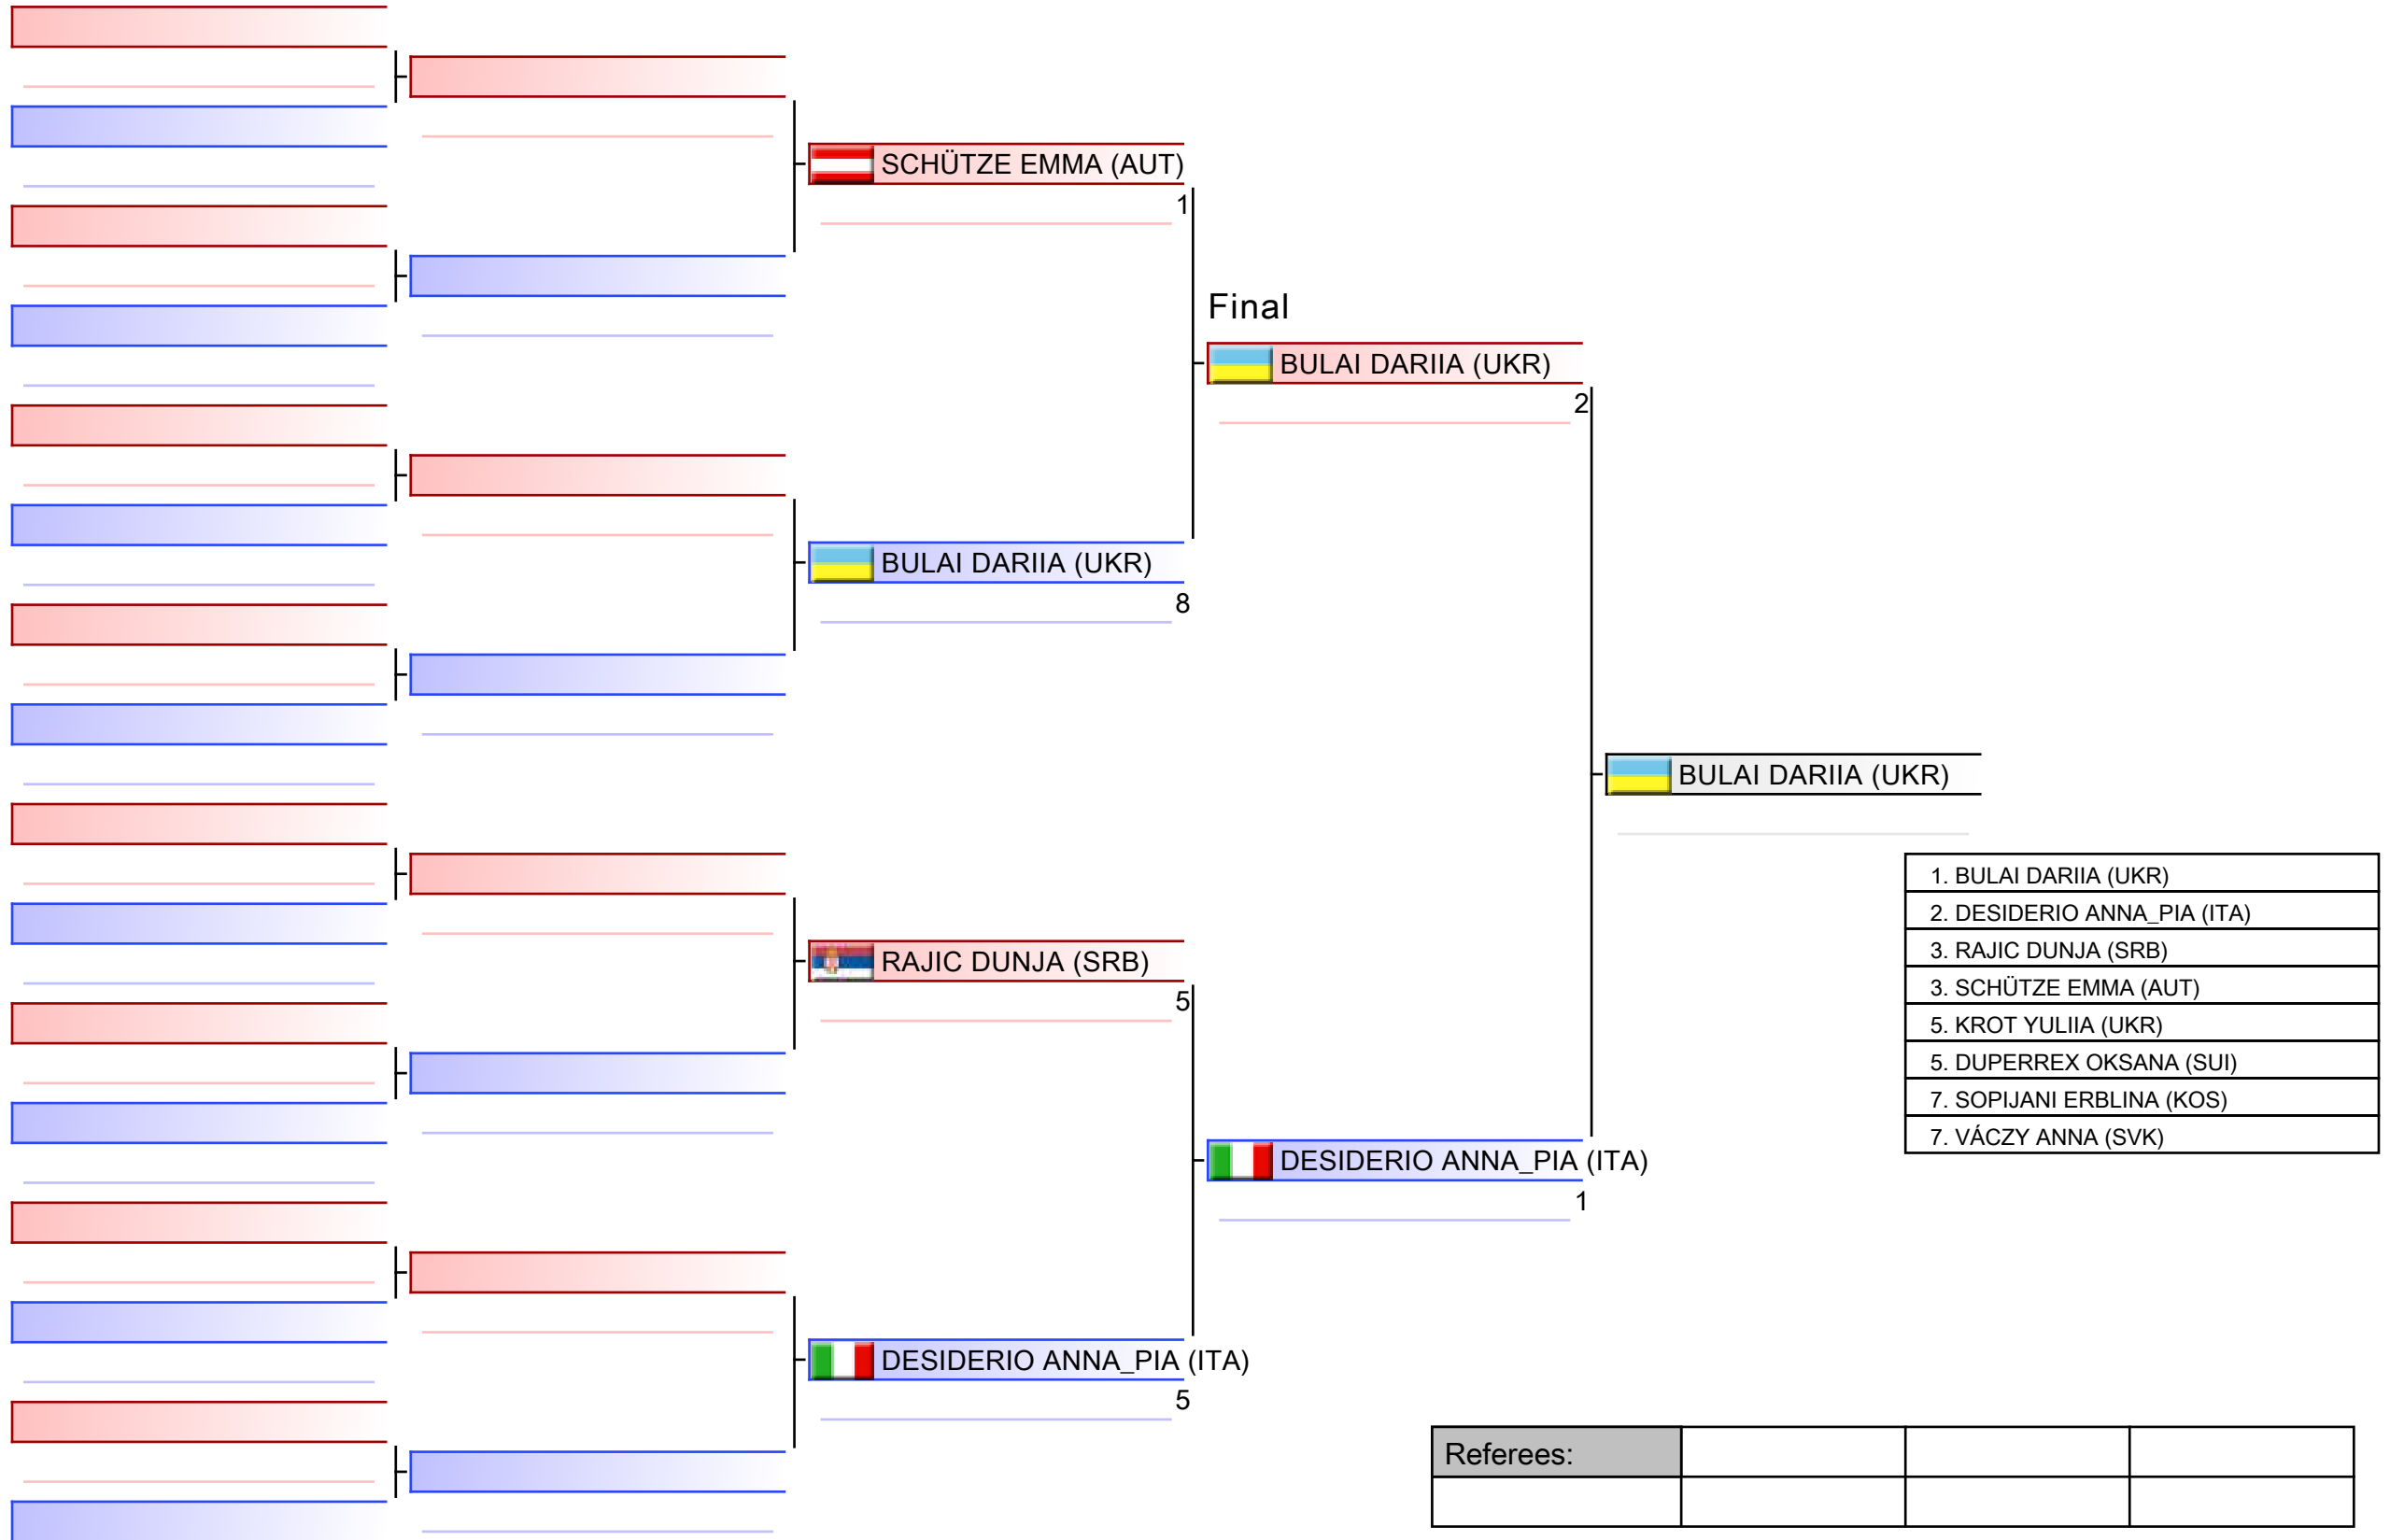 SCHÜTZE EMMA (AUT)
1
Final
BULAI DARIIA (UKR)
2
BULAI DARIIA (UKR)
8
BULAI DARIIA (UKR)
1. BULAI DARIIA (UKR)
2. DESIDERIO ANNA_PIA (ITA)
3. RAJIC DUNJA (SRB)
3. SCHÜTZE EMMA (AUT)
5. KROT YULIIA (UKR)
5. DUPERREX OKSANA (SUI)
7. SOPIJANI ERBLINA (KOS)
7. VÁCZY ANNA (SVK)
RAJIC DUNJA (SRB)
5
DESIDERIO ANNA_PIA (ITA)
1
DESIDERIO ANNA_PIA (ITA)
5
Referees: